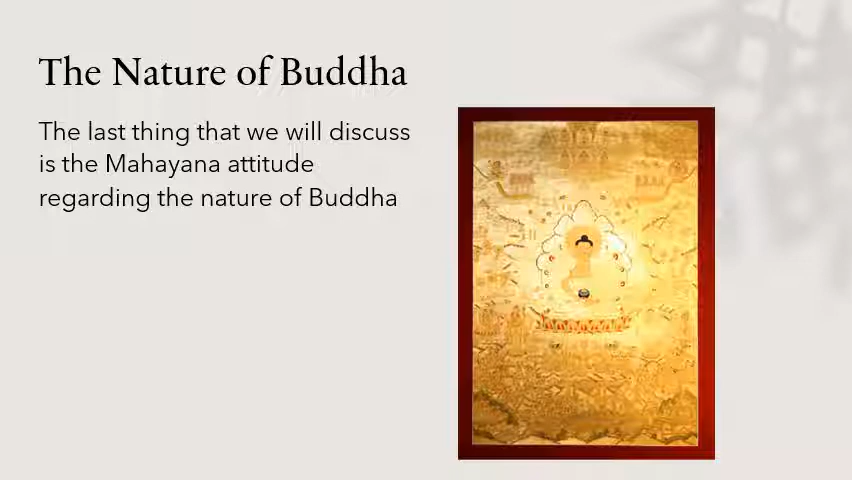 The Nature of Buddha
The last thing that we will discuss
is the Mahayana attitude
regarding the nature of Buddha